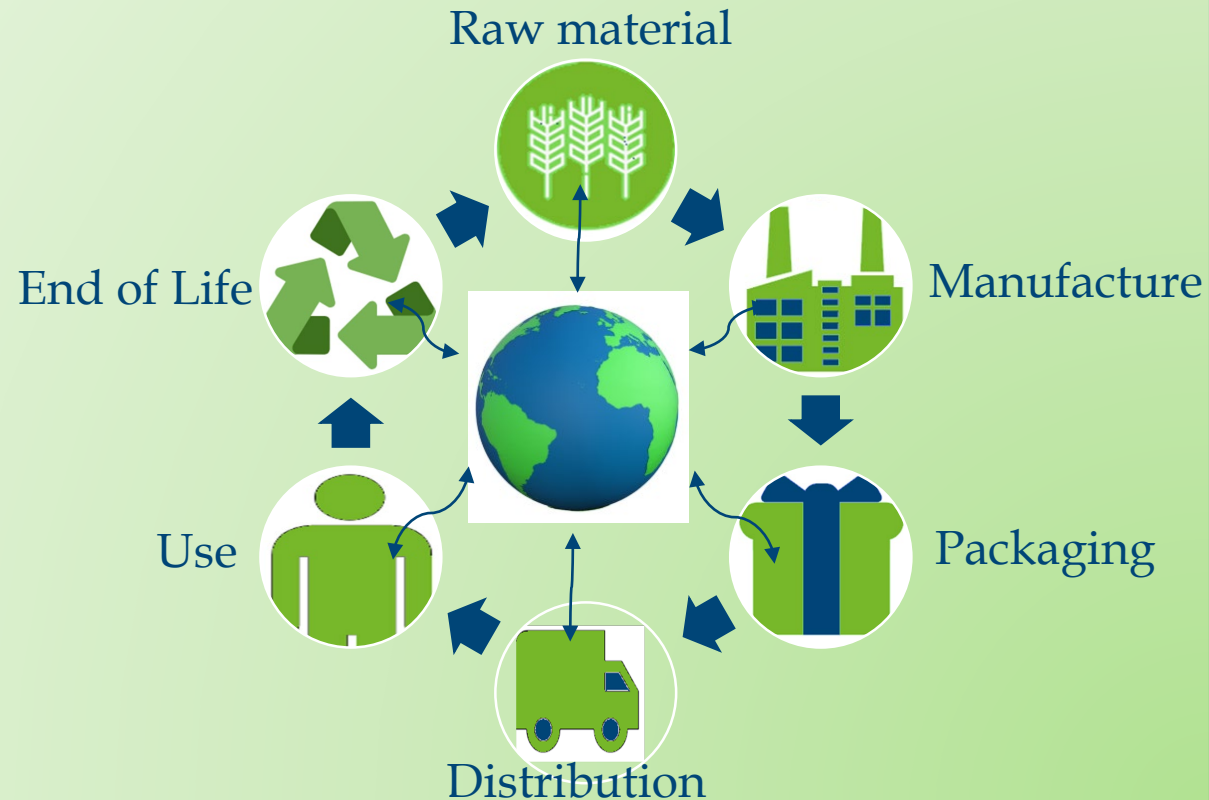 Raw material
Manufacture
Packaging
Distribution
Use
End of Life